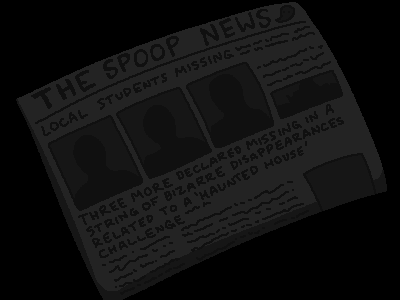 THE SPOOP NEWS
LOCAL STUDENTS MISSING
THREE MORE DECLARED MISSING IN A
STRING OF BIZARRE DISAPPEARANCES
RELATED TO A 'HAUNTED HOUSE'
CHALLENGE